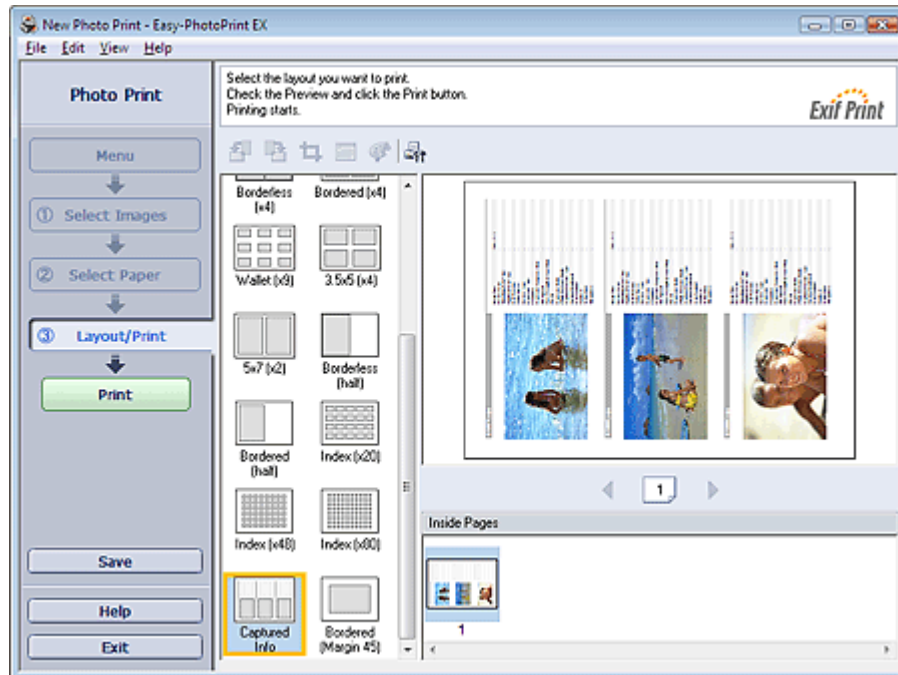 New Photo Print - Easy-PhotoPrint EX
File Edit View Help
Photo Print
Menu
① Select Images
② Select Paper
③ Layout/Print
Print
Save
Help
Exit
Select the layout you want to print.
Check the Preview and click the Print button.
Printing starts.
Exif Print
Borderless
(x4)
Bordered (x4)
Wallet (x9)
3.5x5 (x4)
5x7 (x2)
Borderless
(half)
Bordered
(half)
Index (x20)
Index (x48)
Index (x80)
Captured
Info
Bordered
(Margin 45)
1
Inside Pages
1